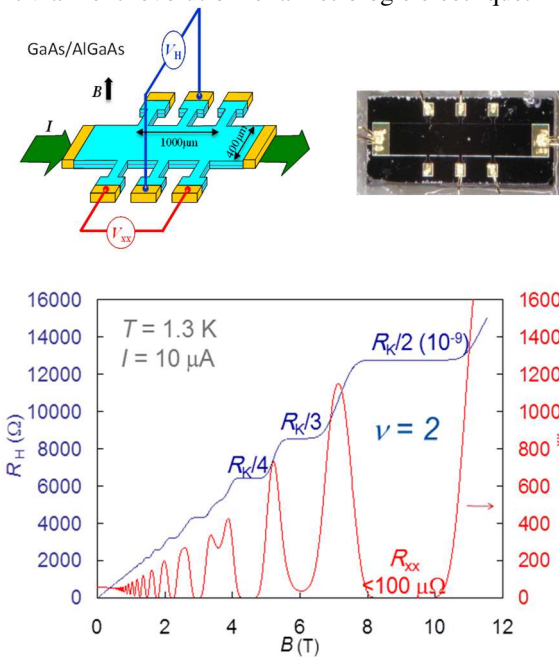 GaAs/AlGaAs
V_H
B
I
1000µm
400µm
V_xx
16000
14000
12000
10000
8000
6000
4000
2000
0
R_H (Ω)
T = 1.3 K
I = 10 µA
R_K/2 (10^-9)
R_K/3
R_K/4
ν = 2
R_xx
<100 µΩ
1600
1400
1200
1000
800
600
400
200
0
0 2 4 6 8 10 12
B (T)